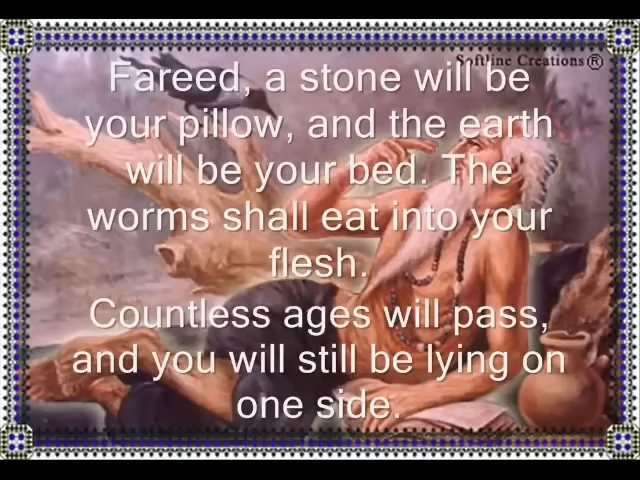 Softline Creations®
Fareed, a stone will be
your pillow, and the earth
will be your bed. The
worms shall eat into your
flesh.
Countless ages will pass,
and you will still be lying on
one side.